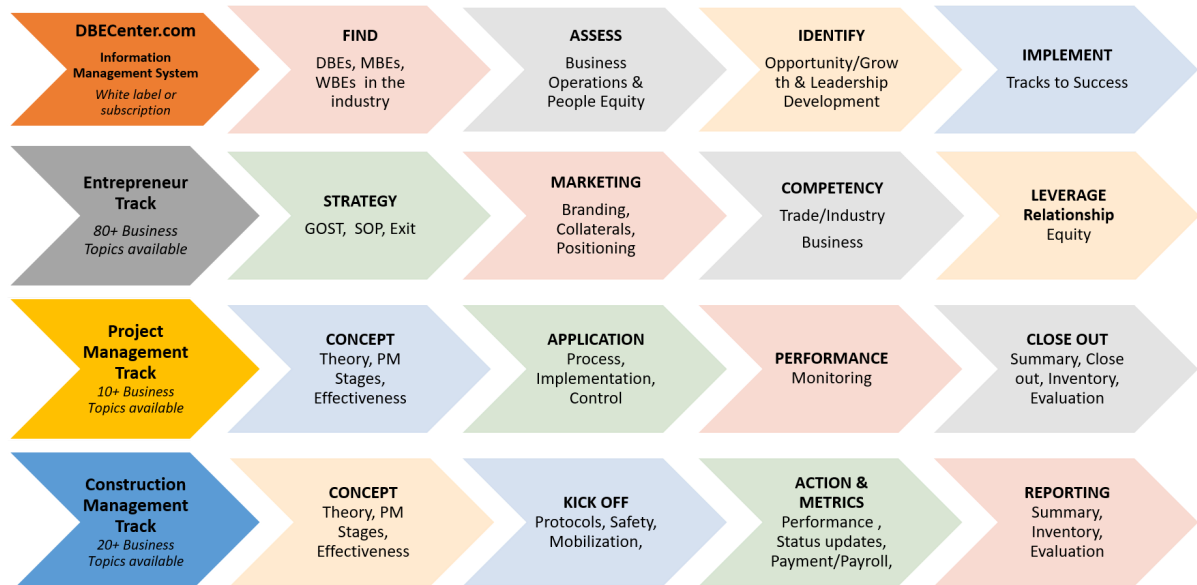 DBECenter.com
Information
Management System
White label or
subscription
FIND
DBEs, MBEs,
WBEs in the
industry
ASSESS
Business
Operations &
People Equity
IDENTIFY
Opportunity/Grow
th & Leadership
Development
IMPLEMENT
Tracks to Success
Entrepreneur
Track
80+ Business
Topics available
STRATEGY
GOST, SOP, Exit
MARKETING
Branding,
Collaterals,
Positioning
COMPETENCY
Trade/Industry
Business
LEVERAGE
Relationship
Equity
Project
Management
Track
10+ Business
Topics available
CONCEPT
Theory, PM
Stages,
Effectiveness
APPLICATION
Process,
Implementation,
Control
PERFORMANCE
Monitoring
CLOSE OUT
Summary, Close
out, Inventory,
Evaluation
Construction
Management
Track
20+ Business
Topics available
CONCEPT
Theory, PM
Stages,
Effectiveness
KICK OFF
Protocols, Safety,
Mobilization,
ACTION &
METRICS
Performance ,
Status updates,
Payment/Payroll,
REPORTING
Summary,
Inventory,
Evaluation